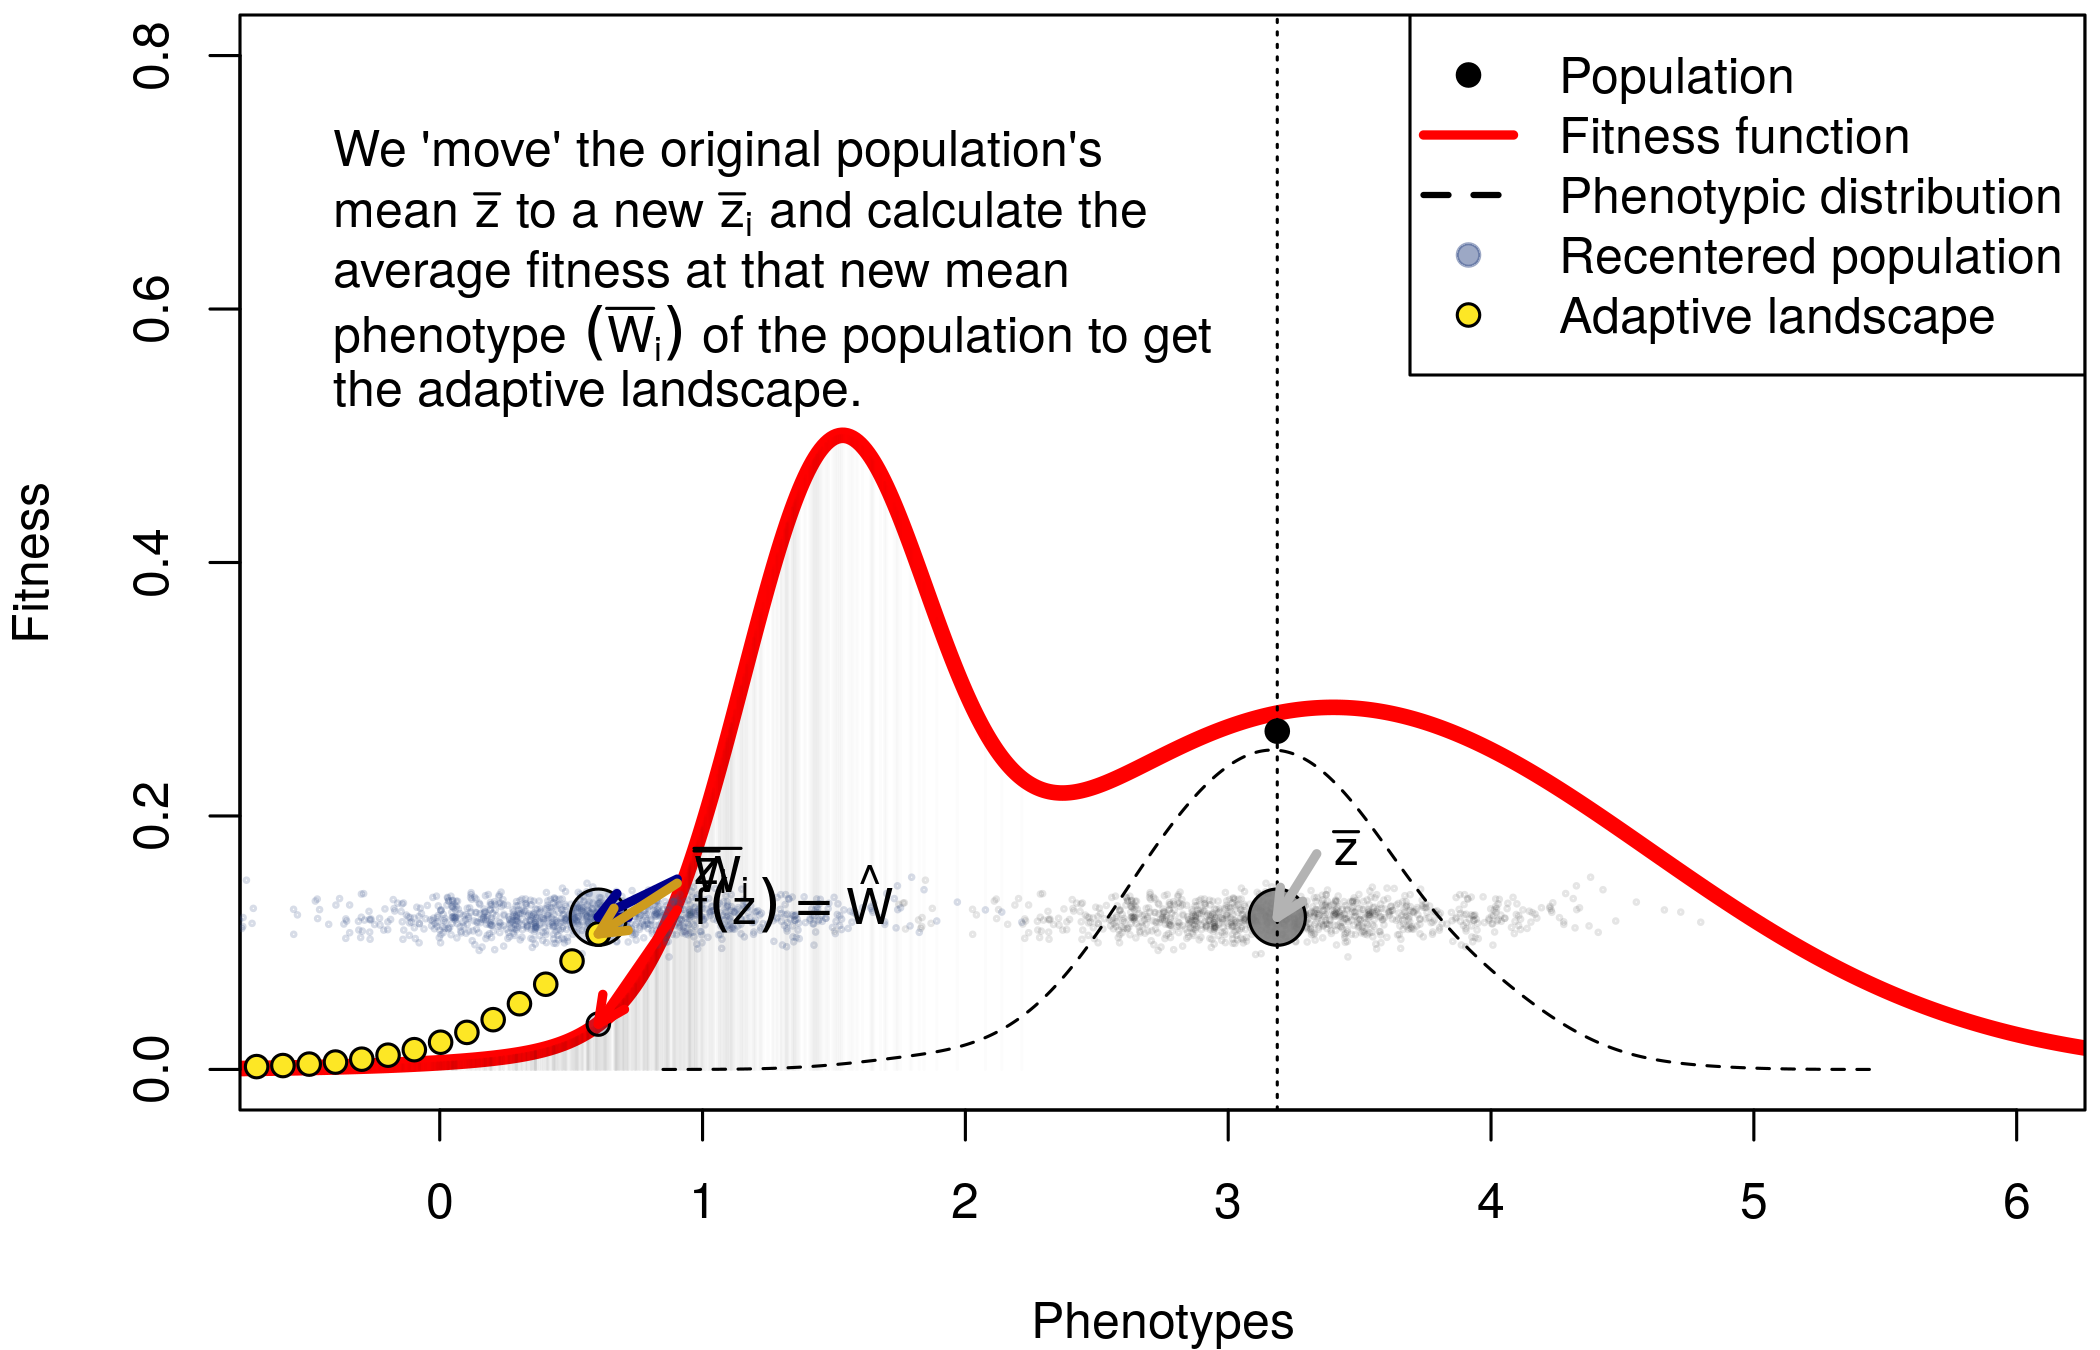 We 'move' the original population's
mean z̅ to a new z̅ᵢ and calculate the
average fitness at that new mean
phenotype (W̅ᵢ) of the population to get
the adaptive landscape.
Population
Fitness function
Phenotypic distribution
Recentered population
Adaptive landscape
Fitness
0.8
0.6
0.4
0.2
0.0
z̅
z̅ᵢ
W̅ᵢ
f(z) = Ŵ
0 1 2 3 4 5 6
Phenotypes